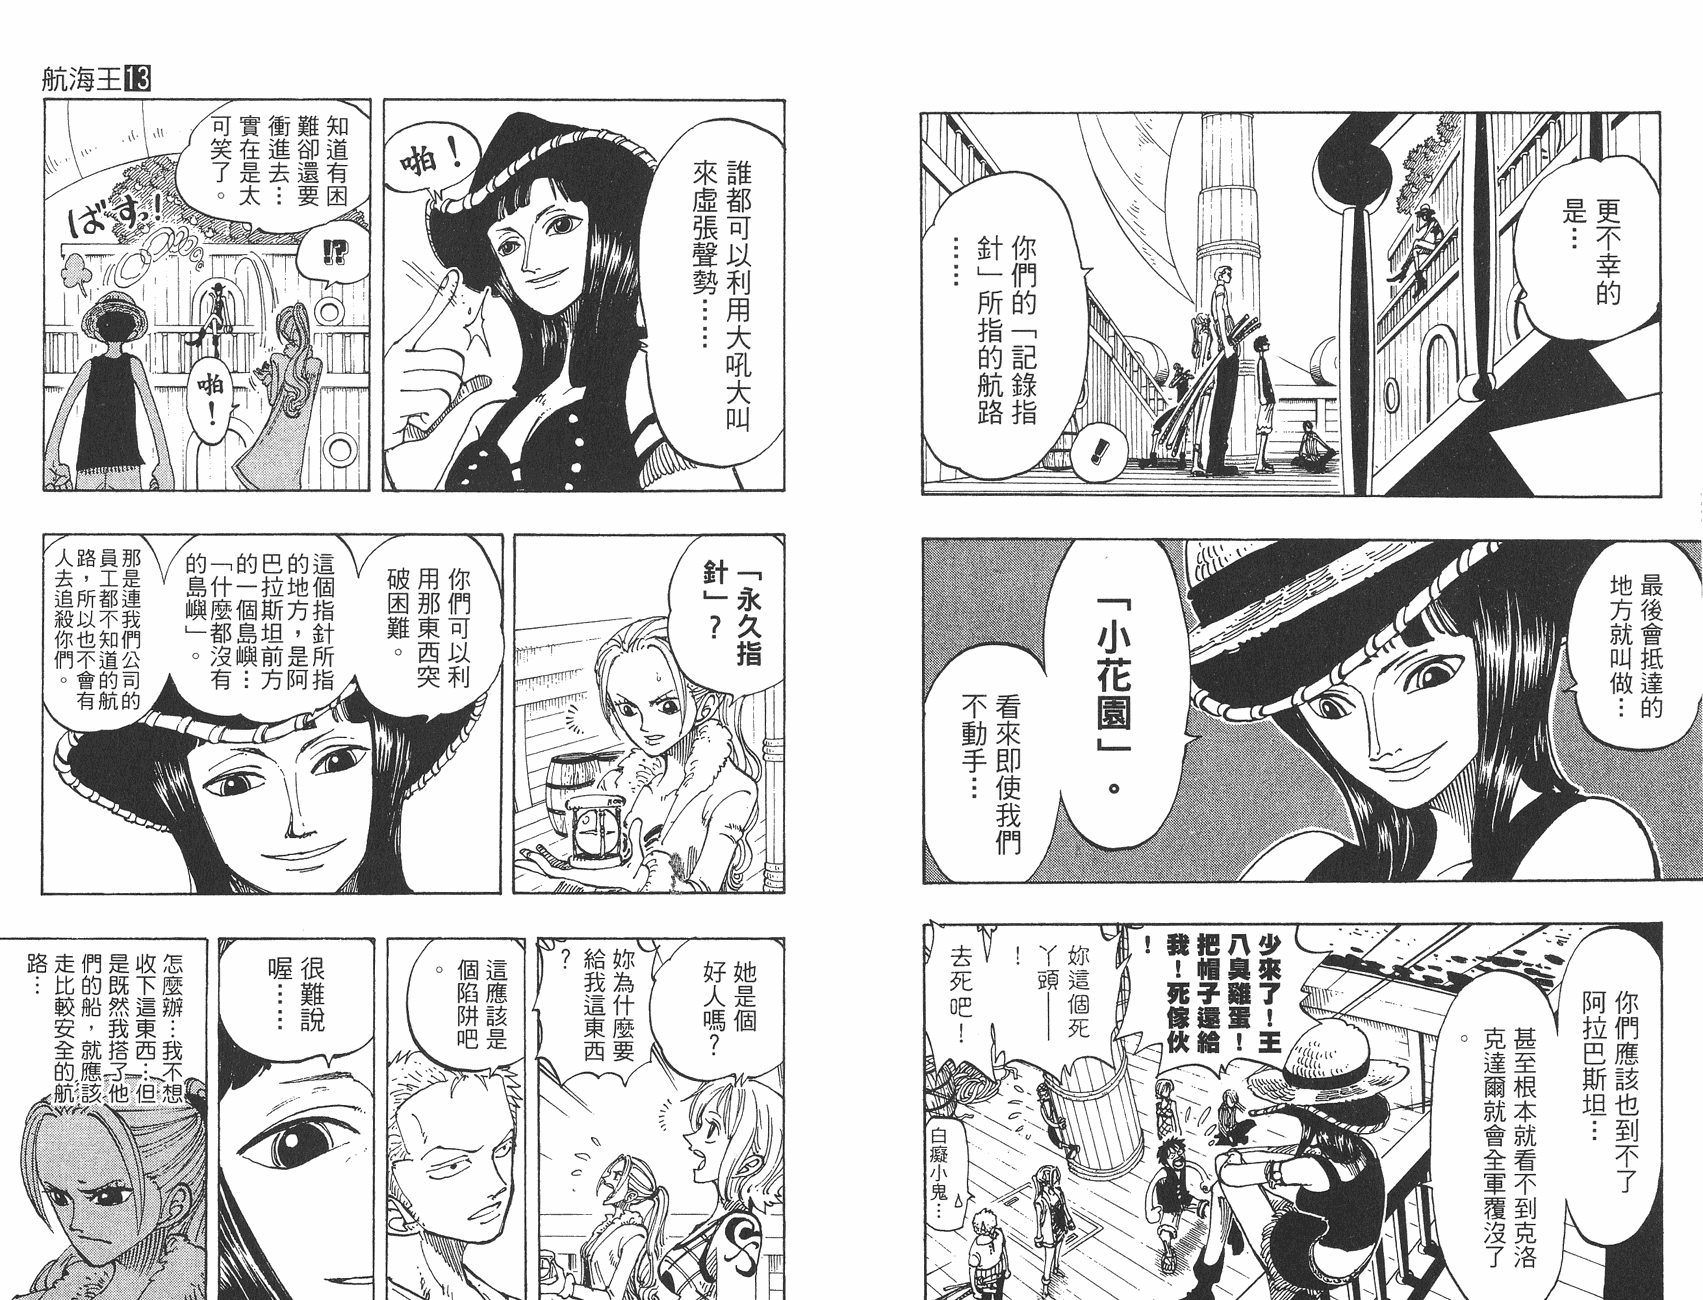 更不幸的
是…
你們的「記錄指
針」所指的航路
……
！
最後會抵達的
地方就叫做…
「小花園」。
看來即使我們
不動手…
你們應該也到不了
阿拉巴斯坦…
甚至根本就看不到克洛
克達爾就會全軍覆沒了
。
少來了！王
八臭雞蛋！
把帽子還給
我！死傢伙
！
妳這個死
丫頭──
！
去死吧！
白癡小鬼…
航海王13
誰都可以利用大吼大叫
來虛張聲勢……
啪！
知道有困
難卻還要
衝進去…
實在是太
可笑了。
!?
ばすっ！
啪！
「永久指
針」？
你們可以利
用那東西突
破困難。
這個指針所指
的地方，是阿
巴拉斯坦前方
的一個島嶼…
「什麼都沒有
的島嶼」。
那是連我們公司的
員工都不知道的航
路，所以也不會有
人去追殺你們。
她是個
好人嗎？
妳為什麼要
給我這東西
？
這應該是
個陷阱吧
。
很難說
喔……
怎麼辦…我不想
收下這東西…但
是既然我搭了他
們的船，就應該
走比較安全的航
路…